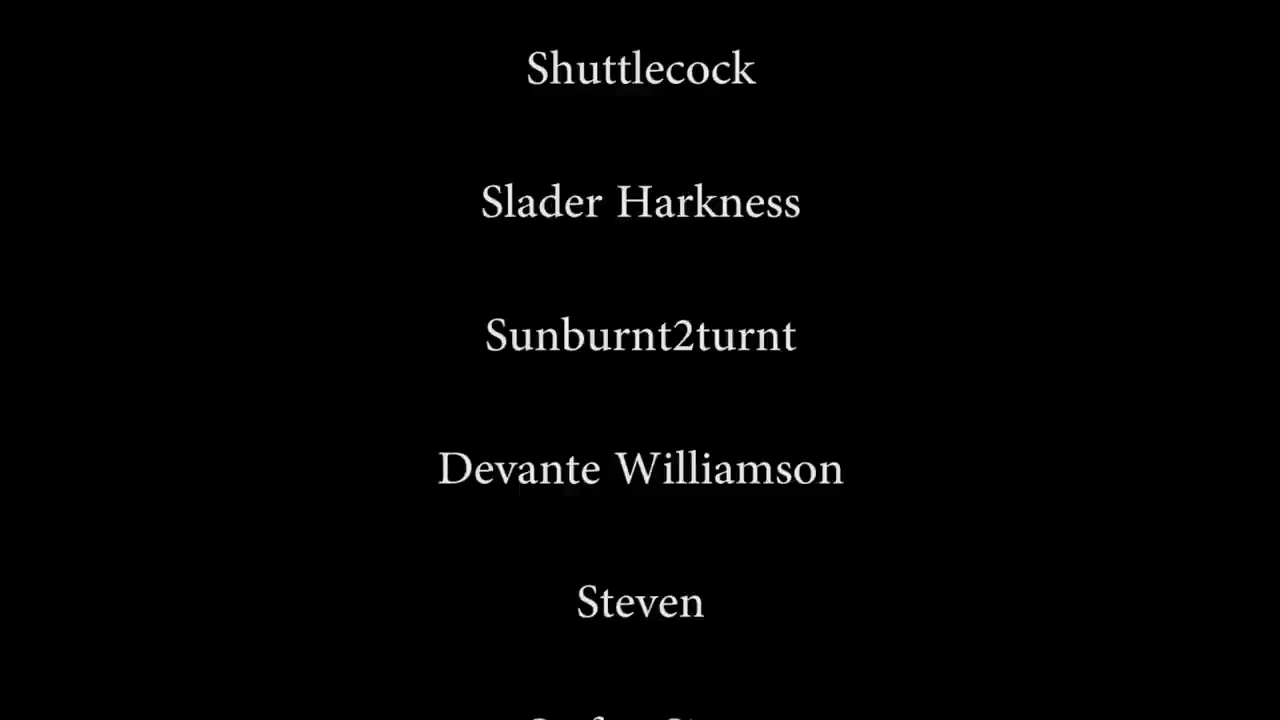 Shuttlecock
Slader Harkness
Sunburnt2turnt
Devante Williamson
Steven